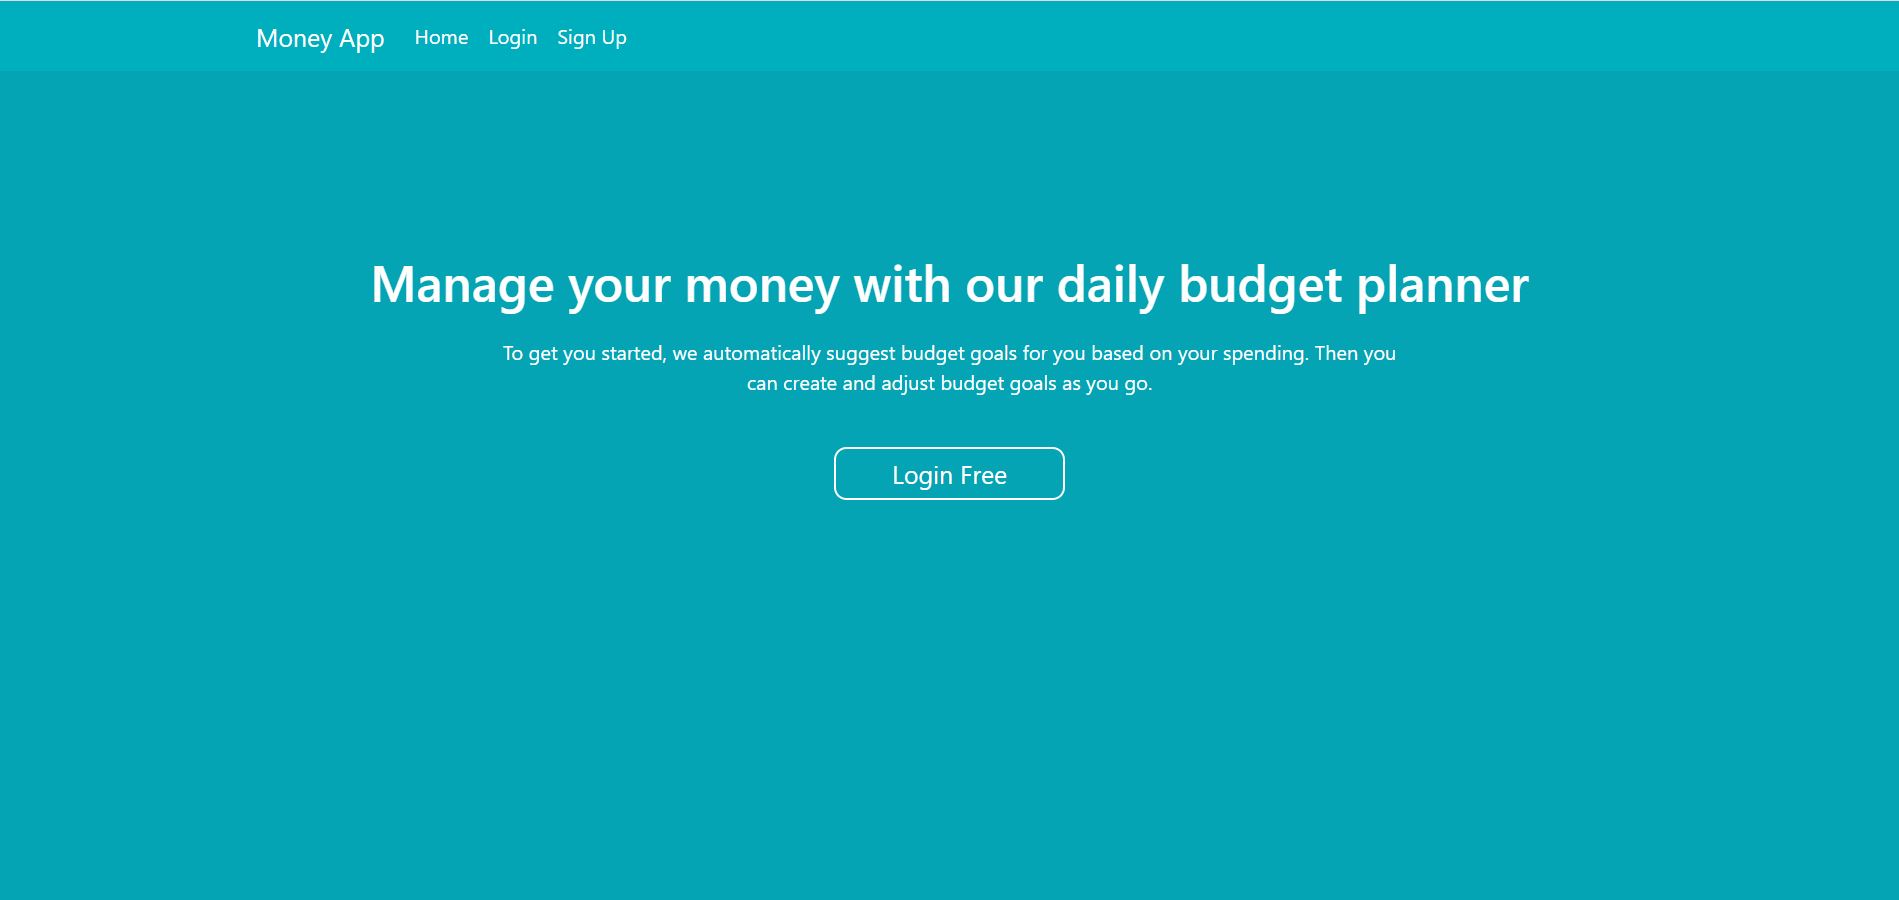 Money App Home Login Sign Up
Manage your money with our daily budget planner
To get you started, we automatically suggest budget goals for you based on your spending. Then you
can create and adjust budget goals as you go.
Login Free